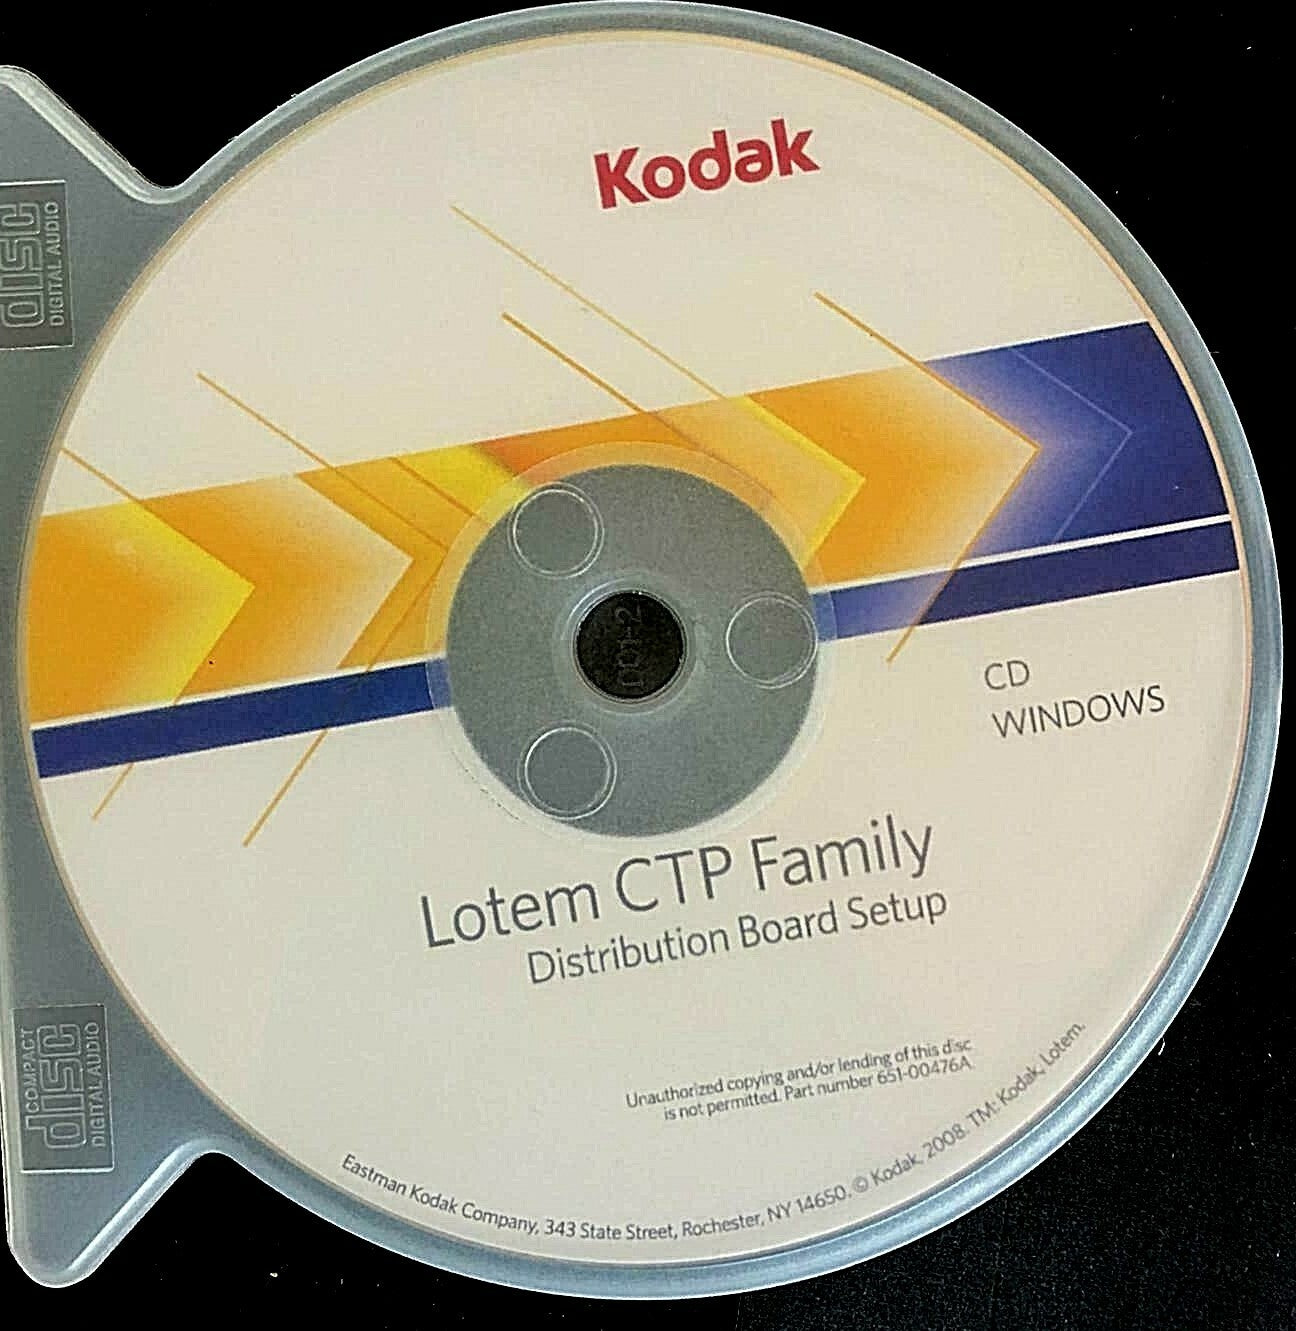 Kodak
disc
DIGITAL AUDIO
CD
WINDOWS
Lotem CTP Family
Distribution Board Setup
Unauthorized copying and/or lending of this disc
is not permitted. Part number 651-00476A
Eastman Kodak Company, 343 State Street, Rochester, NY 14650. © Kodak, 2008. TM: Kodak, Lotem.
COMPACT
disc
DIGITAL AUDIO